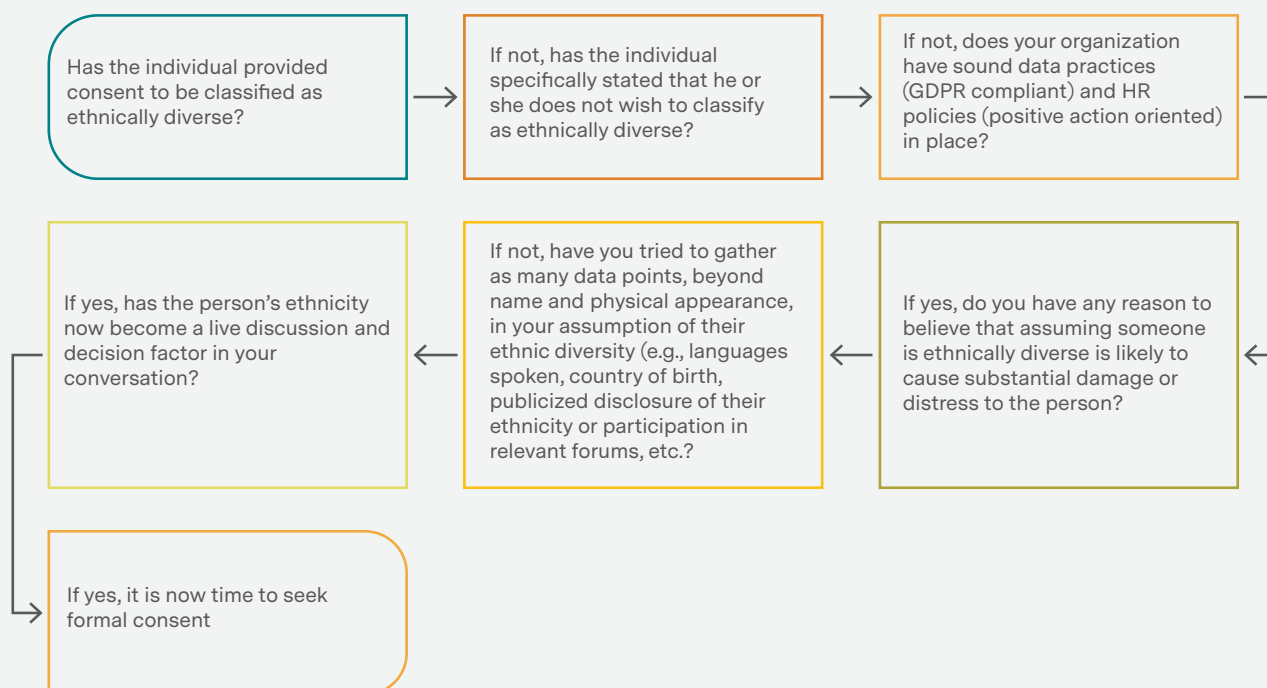 Has the individual provided
consent to be classified as
ethnically diverse?
If not, has the individual
specifically stated that he or
she does not wish to classify
as ethnically diverse?
If not, does your organization
have sound data practices
(GDPR compliant) and HR
policies (positive action oriented)
in place?
If yes, do you have any reason to
believe that assuming someone
is ethnically diverse is likely to
cause substantial damage or
distress to the person?
If not, have you tried to gather
as many data points, beyond
name and physical appearance,
in your assumption of their
ethnic diversity (e.g., languages
spoken, country of birth,
publicized disclosure of their
ethnicity or participation in
relevant forums, etc.?
If yes, has the person's ethnicity
now become a live discussion and
decision factor in your
conversation?
If yes, it is now time to seek
formal consent